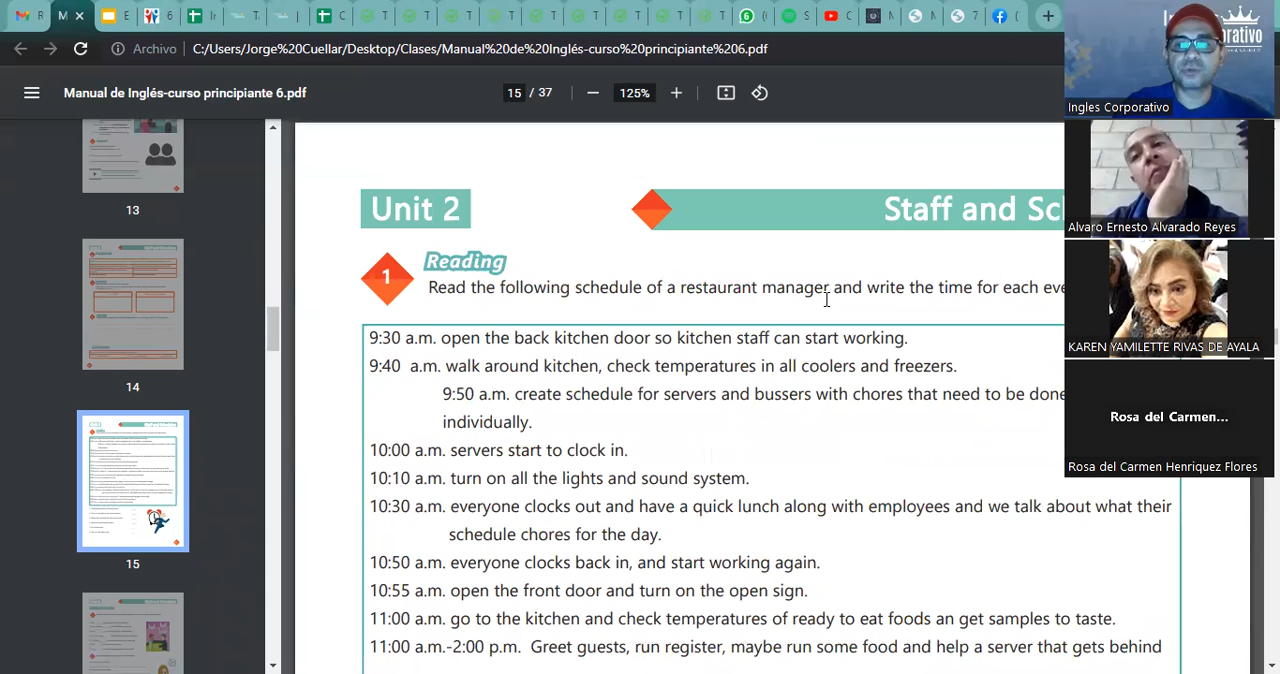 M
R
M
E
6
Iı
T
|
C
T
T
T
T
T
T
T
T
T
T
6
S
C
N
S
7
(
Archivo
C:/Users/Jorge%20Cuellar/Desktop/Clases/Manual%20de%20Inglés-curso%20principiante%206.pdf
Manual de Inglés-curso principiante 6.pdf
15 / 37
125%
13
14
15
Unit 2
Staff and Sc
1
Reading
Read the following schedule of a restaurant manager and write the time for each eve
9:30 a.m. open the back kitchen door so kitchen staff can start working.
9:40 a.m. walk around kitchen, check temperatures in all coolers and freezers.
9:50 a.m. create schedule for servers and bussers with chores that need to be done
individually.
10:00 a.m. servers start to clock in.
10:10 a.m. turn on all the lights and sound system.
10:30 a.m. everyone clocks out and have a quick lunch along with employees and we talk about what their
schedule chores for the day.
10:50 a.m. everyone clocks back in, and start working again.
10:55 a.m. open the front door and turn on the open sign.
11:00 a.m. go to the kitchen and check temperatures of ready to eat foods an get samples to taste.
11:00 a.m.-2:00 p.m. Greet guests, run register, maybe run some food and help a server that gets behind
In
orativo
Ingles Corporativo
Alvaro Ernesto Alvarado Reyes
KAREN YAMILETTE RIVAS DE AYALA
Rosa del Carmen...
Rosa del Carmen Henriquez Flores